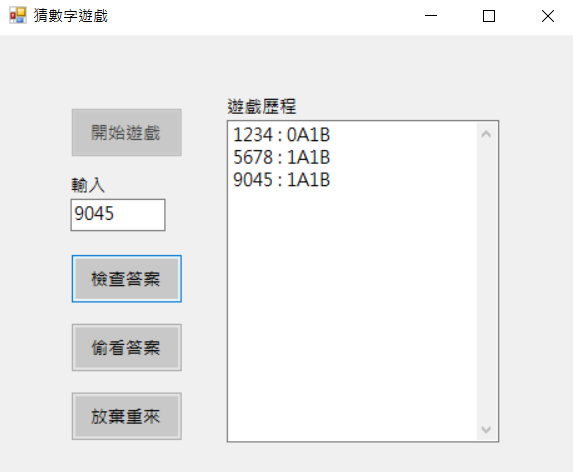 猜數字遊戲
開始遊戲
輸入
9045
檢查答案
偷看答案
放棄重來
遊戲歷程
1234 : 0A1B
5678 : 1A1B
9045 : 1A1B